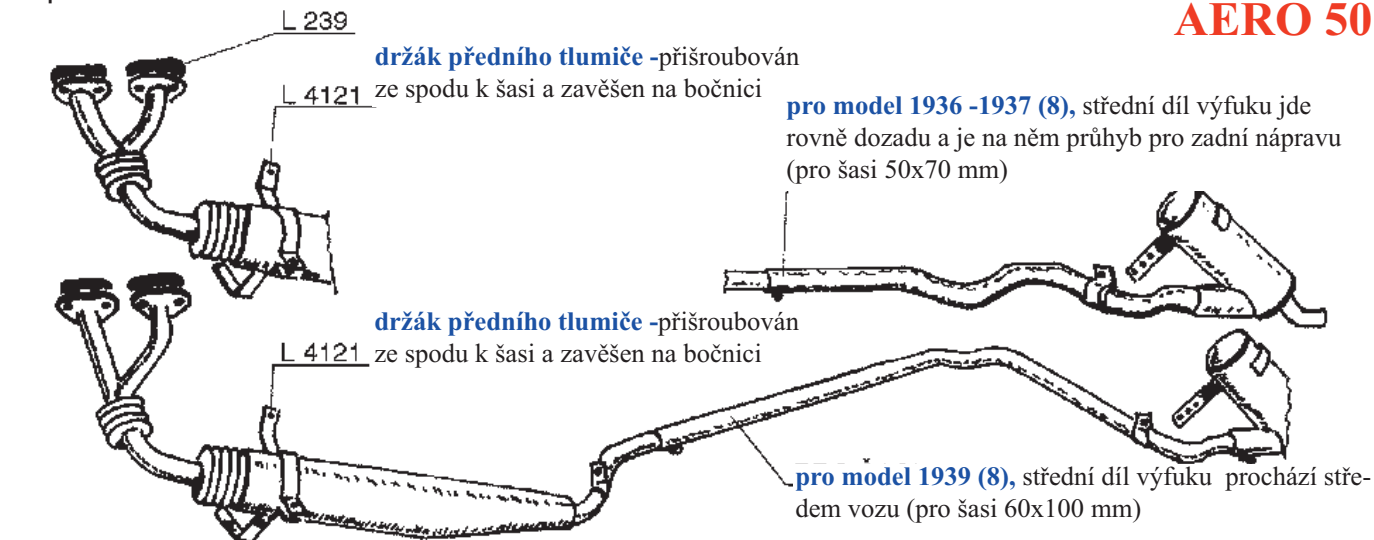 AERO 50
L 239
držák předního tlumiče -přišroubován
ze spodu k šasi a zavěšen na bočnici
L 4121
pro model 1936 -1937 (8), střední díl výfuku jde
rovně dozadu a je na něm průhyb pro zadní nápravu
(pro šasi 50x70 mm)
držák předního tlumiče -přišroubován
ze spodu k šasi a zavěšen na bočnici
L 4121
pro model 1939 (8), střední díl výfuku prochází stře-
dem vozu (pro šasi 60x100 mm)